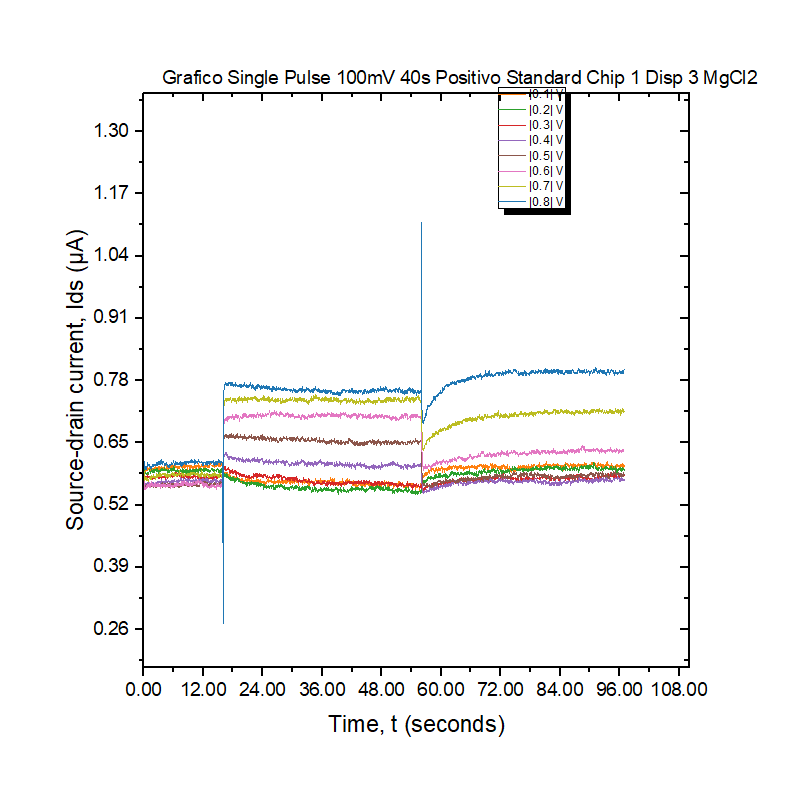 Grafico Single Pulse 100mV 40s Positivo Standard Chip 1 Disp 3 MgCl2
|0.1| V
|0.2| V
|0.3| V
|0.4| V
|0.5| V
|0.6| V
|0.7| V
|0.8| V
1.30
1.17
1.04
0.91
0.78
0.65
0.52
0.39
0.26
Source-drain current, Ids (µA)
0.00 12.00 24.00 36.00 48.00 60.00 72.00 84.00 96.00 108.00
Time, t (seconds)